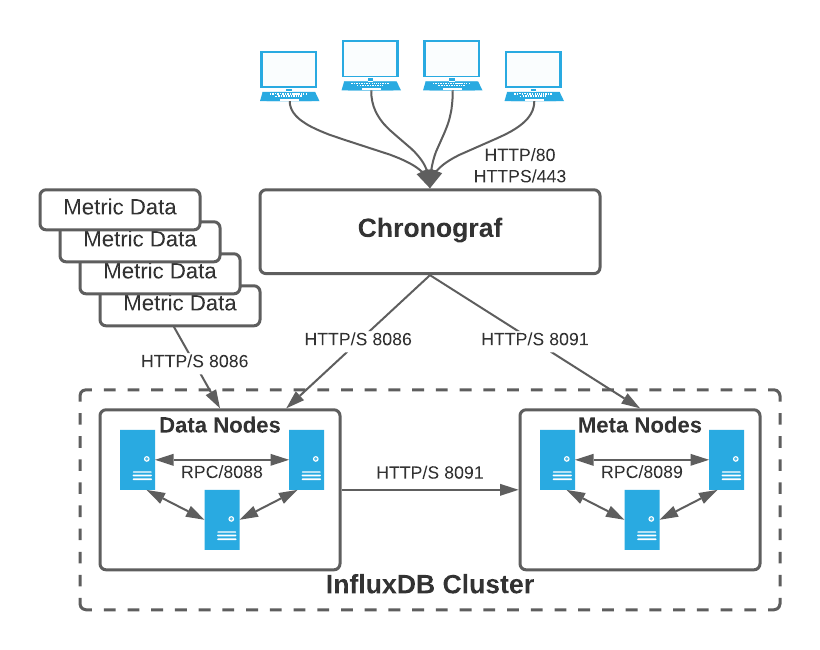 HTTP/80
HTTPS/443
Metric Data
Chronograf
Metric Data
Metric Data
Metric Data
HTTP/S 8086
HTTP/S 8086
HTTP/S 8091
Data Nodes
Meta Nodes
RPC/8088
HTTP/S 8091
RPC/8089
InfluxDB Cluster